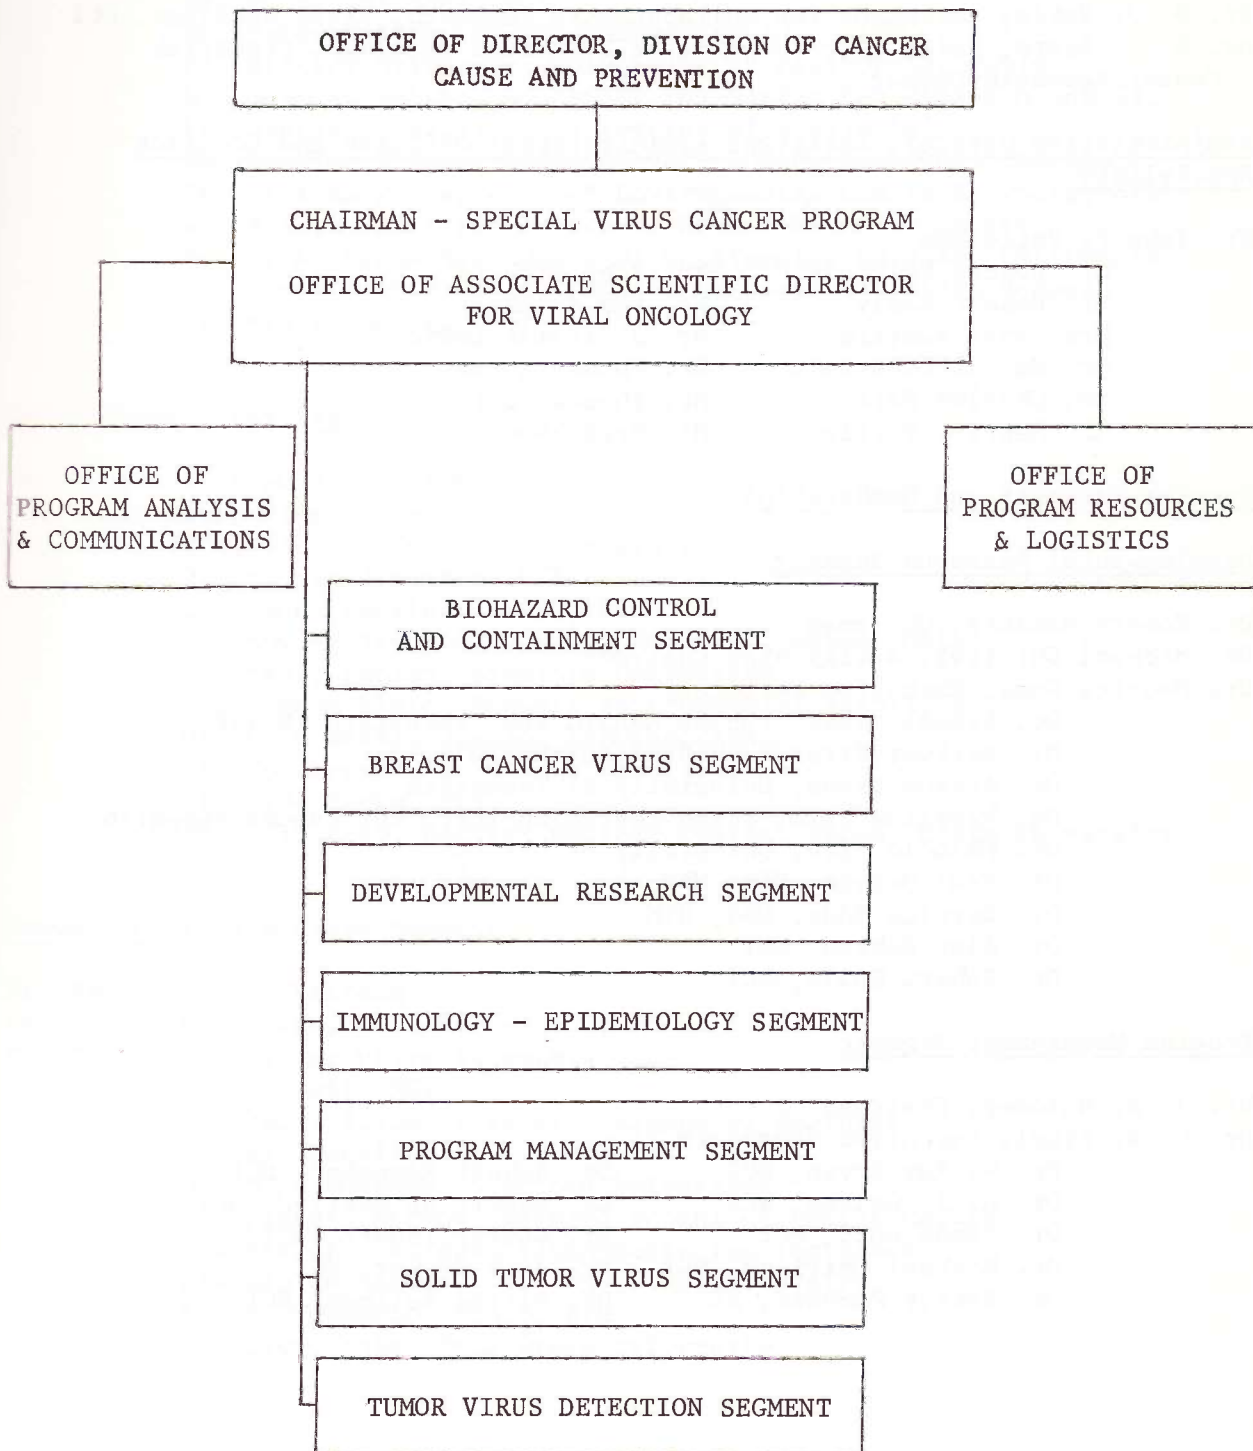 OFFICE OF DIRECTOR, DIVISION OF CANCER
CAUSE AND PREVENTION
CHAIRMAN - SPECIAL VIRUS CANCER PROGRAM
OFFICE OF ASSOCIATE SCIENTIFIC DIRECTOR
FOR VIRAL ONCOLOGY
OFFICE OF
PROGRAM ANALYSIS
& COMMUNICATIONS
OFFICE OF
PROGRAM RESOURCES
& LOGISTICS
BIOHAZARD CONTROL
AND CONTAINMENT SEGMENT
BREAST CANCER VIRUS SEGMENT
DEVELOPMENTAL RESEARCH SEGMENT
IMMUNOLOGY - EPIDEMIOLOGY SEGMENT
PROGRAM MANAGEMENT SEGMENT
SOLID TUMOR VIRUS SEGMENT
TUMOR VIRUS DETECTION SEGMENT